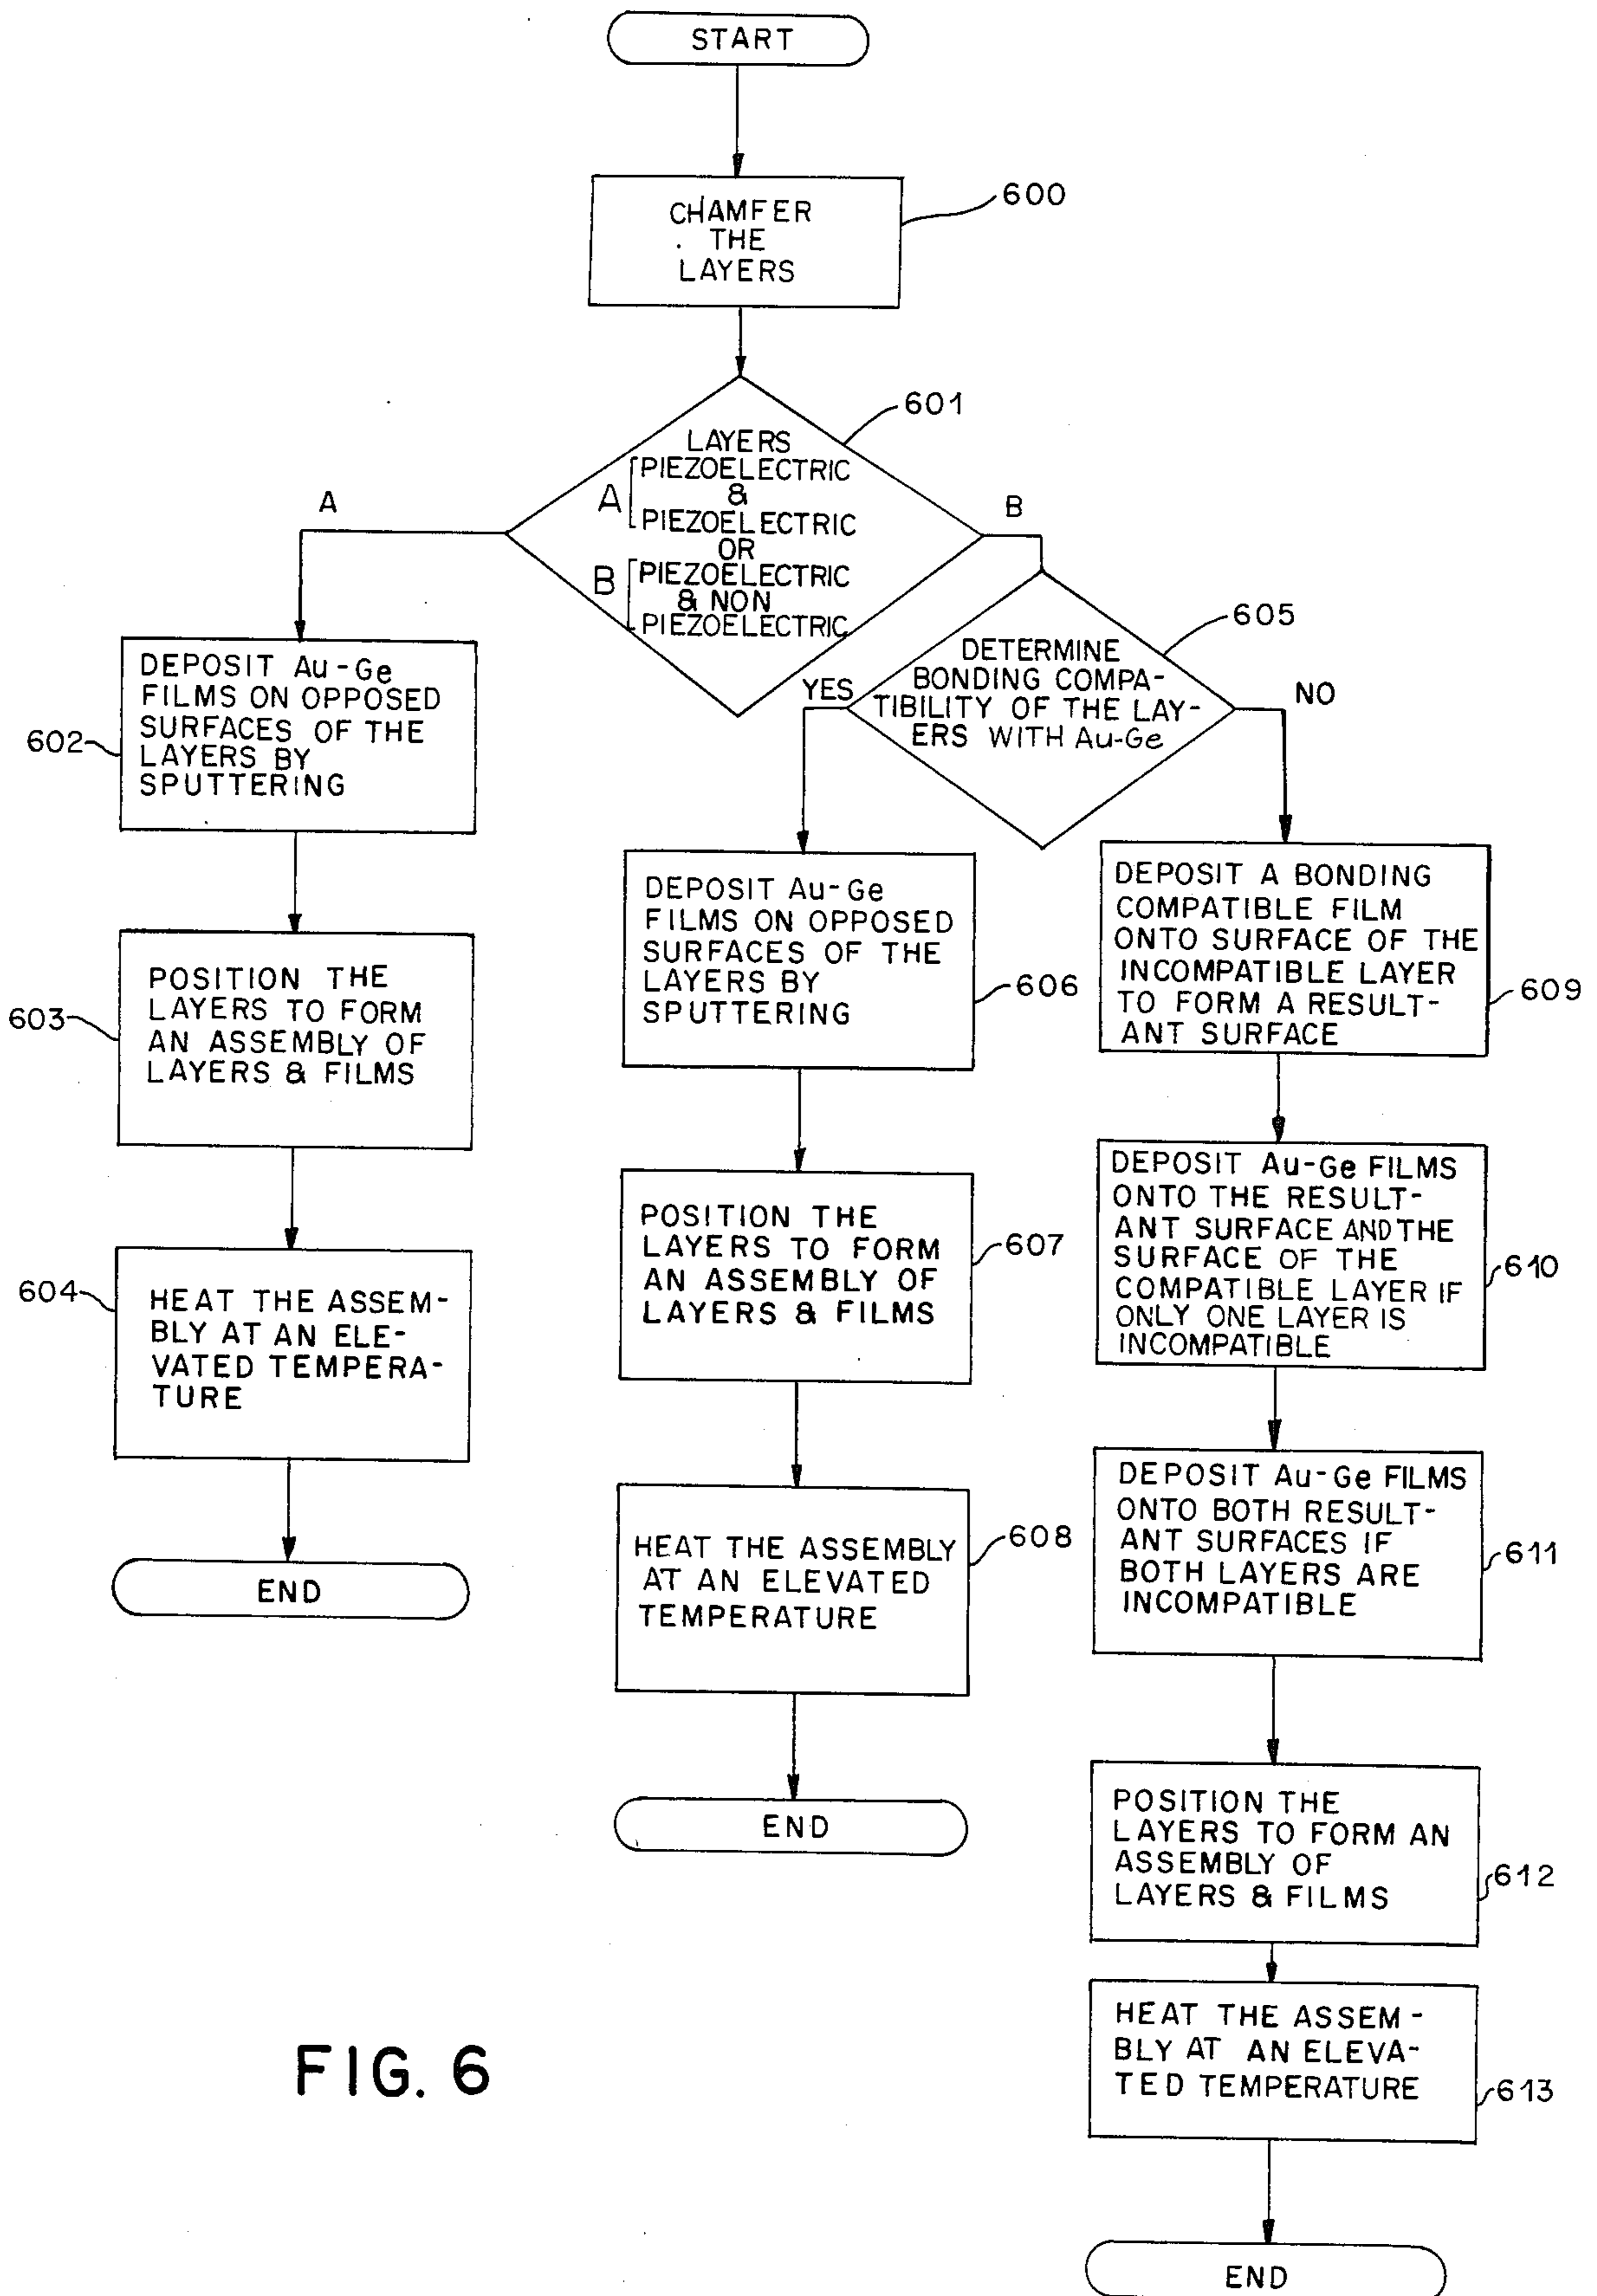 START
CHAMFER
THE
LAYERS
600
601
LAYERS
A PIEZOELECTRIC
&
PIEZOELECTRIC
OR
B PIEZOELECTRIC
& NON
PIEZOELECTRIC
A
B
DEPOSIT Au-Ge
FILMS ON OPPOSED
SURFACES OF THE
LAYERS BY
SPUTTERING
602
POSITION THE
LAYERS TO FORM
AN ASSEMBLY OF
LAYERS & FILMS
603
HEAT THE ASSEM-
BLY AT AN ELE-
VATED TEMPERA-
TURE
604
END
605
DETERMINE
BONDING COMPA-
TIBILITY OF THE LAY-
ERS WITH Au-Ge
YES
NO
DEPOSIT Au-Ge
FILMS ON OPPOSED
SURFACES OF THE
LAYERS BY
SPUTTERING
606
POSITION THE
LAYERS TO FORM
AN ASSEMBLY OF
LAYERS & FILMS
607
HEAT THE ASSEMBLY
AT AN ELEVATED
TEMPERATURE
608
END
DEPOSIT A BONDING
COMPATIBLE FILM
ONTO SURFACE OF THE
INCOMPATIBLE LAYER
TO FORM A RESULT-
ANT SURFACE
609
DEPOSIT Au-Ge FILMS
ONTO THE RESULT-
ANT SURFACE AND THE
SURFACE OF THE
COMPATIBLE LAYER IF
ONLY ONE LAYER IS
INCOMPATIBLE
610
DEPOSIT Au-Ge FILMS
ONTO BOTH RESULT-
ANT SURFACES IF
BOTH LAYERS ARE
INCOMPATIBLE
611
POSITION THE
LAYERS TO FORM AN
ASSEMBLY OF
LAYERS & FILMS
612
HEAT THE ASSEM-
BLY AT AN ELEVA-
TED TEMPERATURE
613
END
FIG. 6